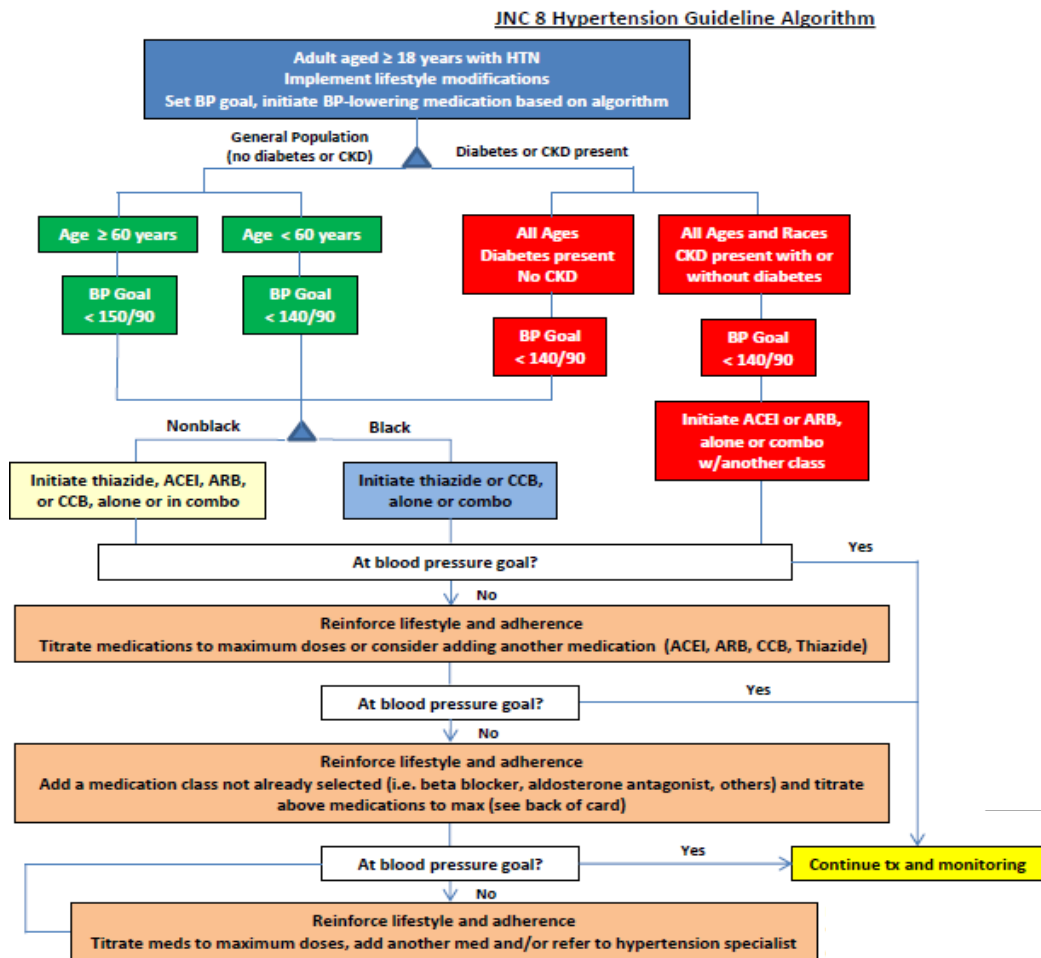 JNC 8 Hypertension Guideline Algorithm
Adult aged ≥ 18 years with HTN
Implement lifestyle modifications
Set BP goal, initiate BP-lowering medication based on algorithm
General Population
(no diabetes or CKD)
Diabetes or CKD present
Age ≥ 60 years
Age < 60 years
All Ages
Diabetes present
No CKD
All Ages and Races
CKD present with or
without diabetes
BP Goal
< 150/90
BP Goal
< 140/90
BP Goal
< 140/90
BP Goal
< 140/90
Nonblack
Black
Initiate ACEI or ARB,
alone or combo
w/another class
Initiate thiazide, ACEI, ARB,
or CCB, alone or in combo
Initiate thiazide or CCB,
alone or combo
At blood pressure goal?
Yes
No
Reinforce lifestyle and adherence
Titrate medications to maximum doses or consider adding another medication (ACEI, ARB, CCB, Thiazide)
At blood pressure goal?
Yes
No
Reinforce lifestyle and adherence
Add a medication class not already selected (i.e. beta blocker, aldosterone antagonist, others) and titrate
above medications to max (see back of card)
At blood pressure goal?
Yes
Continue tx and monitoring
No
Reinforce lifestyle and adherence
Titrate meds to maximum doses, add another med and/or refer to hypertension specialist